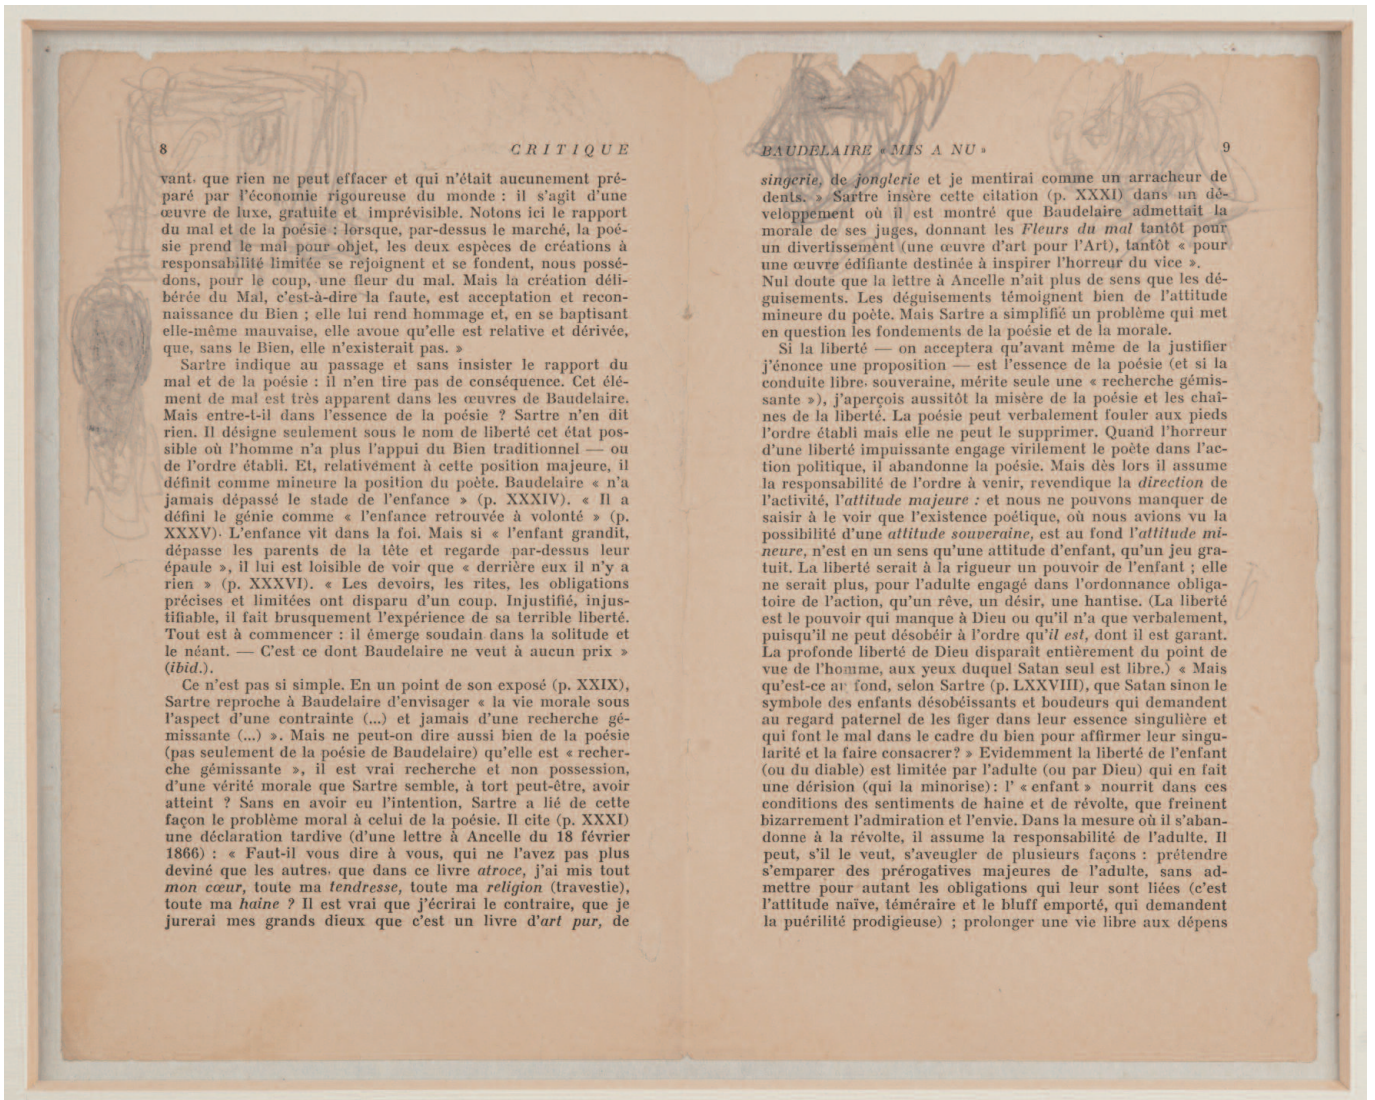 8 CRITIQUE
vant, que rien ne peut effacer et qui n'était aucunement pré-
paré par l'économie rigoureuse du monde : il s'agit d'une
œuvre de luxe, gratuite et imprévisible. Notons ici le rapport
du mal et de la poésie : lorsque, par-dessus le marché, la poé-
sie prend le mal pour objet, les deux espèces de créations à
responsabilité limitée se rejoignent et se fondent, nous possé-
dons, pour le coup, une fleur du mal. Mais la création déli-
bérée du Mal, c'est-à-dire la faute, est acceptation et recon-
naissance du Bien ; elle lui rend hommage et, en se baptisant
elle-même mauvaise, elle avoue qu'elle est relative et dérivée,
que, sans le Bien, elle n'existerait pas. »
Sartre indique au passage et sans insister le rapport du
mal et de la poésie : il n'en tire pas de conséquence. Cet élé-
ment de mal est très apparent dans les œuvres de Baudelaire.
Mais entre-t-il dans l'essence de la poésie ? Sartre n'en dit
rien. Il désigne seulement sous le nom de liberté cet état pos-
sible où l'homme n'a plus l'appui du Bien traditionnel — ou
de l'ordre établi. Et, relativement à cette position majeure, il
définit comme mineure la position du poète. Baudelaire « n'a
jamais dépassé le stade de l'enfance » (p. XXXIV). « Il a
défini le génie comme « l'enfance retrouvée à volonté » (p.
XXXV). L'enfance vit dans la foi. Mais si « l'enfant grandit,
dépasse les parents de la tête et regarde par-dessus leur
épaule », il lui est loisible de voir que « derrière eux il n'y a
rien » (p. XXXVI). « Les devoirs, les rites, les obligations
précises et limitées ont disparu d'un coup. Injustifié, injus-
tifiable, il fait brusquement l'expérience de sa terrible liberté.
Tout est à commencer : il émerge soudain dans la solitude et
le néant. — C'est ce dont Baudelaire ne veut à aucun prix »
(ibid.).
Ce n'est pas si simple. En un point de son exposé (p. XXIX),
Sartre reproche à Baudelaire d'envisager « la vie morale sous
l'aspect d'une contrainte (...) et jamais d'une recherche gé-
missante (...) ». Mais ne peut-on dire aussi bien de la poésie
(pas seulement de la poésie de Baudelaire) qu'elle est « recher-
che gémissante », il est vrai recherche et non possession,
d'une vérité morale que Sartre semble, à tort peut-être, avoir
atteint ? Sans en avoir eu l'intention, Sartre a lié de cette
façon le problème moral à celui de la poésie. Il cite (p. XXXI)
une déclaration tardive (d'une lettre à Ancelle du 18 février
1866) : « Faut-il vous dire à vous, qui ne l'avez pas plus
deviné que les autres, que dans ce livre atroce, j'ai mis tout
mon cœur, toute ma tendresse, toute ma religion (travestie),
toute ma haine ? Il est vrai que j'écrirai le contraire, que je
jurerai mes grands dieux que c'est un livre d'art pur, de
BAUDELAIRE « MIS A NU » 9
singerie, de jonglerie et je mentirai comme un arracheur de
dents. » Sartre insère cette citation (p. XXXI) dans un dé-
veloppement où il est montré que Baudelaire admettait la
morale de ses juges, donnant les Fleurs du mal tantôt pour
un divertissement (une œuvre d'art pour l'Art), tantôt « pour
une œuvre édifiante destinée à inspirer l'horreur du vice ».
Nul doute que la lettre à Ancelle n'ait plus de sens que les dé-
guisements. Les déguisements témoignent bien de l'attitude
mineure du poète. Mais Sartre a simplifié un problème qui met
en question les fondements de la poésie et de la morale.
Si la liberté — on acceptera qu'avant même de la justifier
j'énonce une proposition — est l'essence de la poésie (et si la
conduite libre, souveraine, mérite seule une « recherche gémis-
sante »), j'aperçois aussitôt la misère de la poésie et les chaî-
nes de la liberté. La poésie peut verbalement fouler aux pieds
l'ordre établi mais elle ne peut le supprimer. Quand l'horreur
d'une liberté impuissante engage virilement le poète dans l'ac-
tion politique, il abandonne la poésie. Mais dès lors il assume
la responsabilité de l'ordre à venir, revendique la direction de
l'activité, l'attitude majeure : et nous ne pouvons manquer de
saisir à le voir que l'existence poétique, où nous avions vu la
possibilité d'une attitude souveraine, est au fond l'attitude mi-
neure, n'est en un sens qu'une attitude d'enfant, qu'un jeu gra-
tuit. La liberté serait à la rigueur un pouvoir de l'enfant ; elle
ne serait plus, pour l'adulte engagé dans l'ordonnance obliga-
toire de l'action, qu'un rêve, un désir, une hantise. (La liberté
est le pouvoir qui manque à Dieu ou qu'il n'a que verbalement,
puisqu'il ne peut désobéir à l'ordre qu'il est, dont il est garant.
La profonde liberté de Dieu disparaît entièrement du point de
vue de l'homme, aux yeux duquel Satan seul est libre.) « Mais
qu'est-ce au fond, selon Sartre (p. LXXVIII), que Satan sinon le
symbole des enfants désobéissants et boudeurs qui demandent
au regard paternel de les figer dans leur essence singulière et
qui font le mal dans le cadre du bien pour affirmer leur singu-
larité et la faire consacrer? » Evidemment la liberté de l'enfant
(ou du diable) est limitée par l'adulte (ou par Dieu) qui en fait
une dérision (qui la minorise) : l' « enfant » nourrit dans ces
conditions des sentiments de haine et de révolte, que freinent
bizarrement l'admiration et l'envie. Dans la mesure où il s'aban-
donne à la révolte, il assume la responsabilité de l'adulte. Il
peut, s'il le veut, s'aveugler de plusieurs façons : prétendre
s'emparer des prérogatives majeures de l'adulte, sans ad-
mettre pour autant les obligations qui leur sont liées (c'est
l'attitude naïve, téméraire et le bluff emporté, qui demandent
la puérilité prodigieuse) ; prolonger une vie libre aux dépens